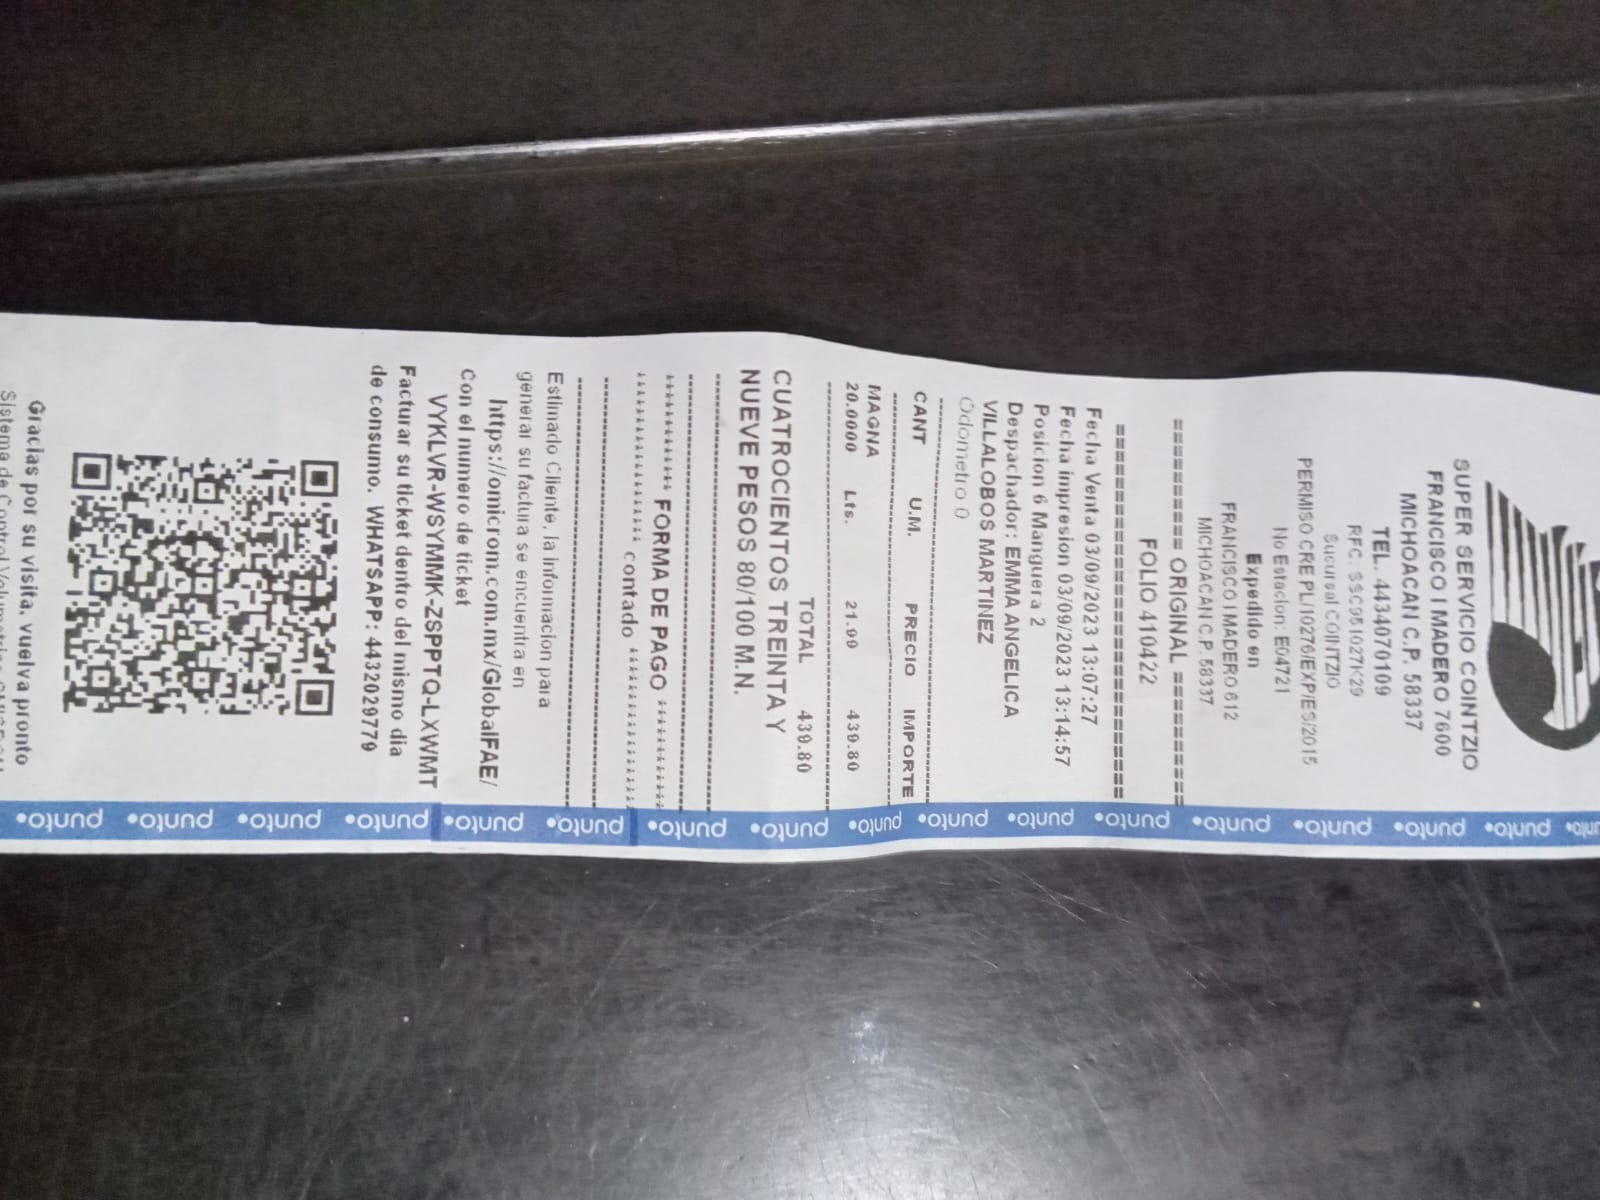 SUPER SERVICIO COINTZIO
FRANCISCO I MADERO 7600
MICHOACAN C.P. 58337
TEL. 4434070109
RFC: SSC951027K29
Sucursal COINTZIO
PERMISO CRE PL/10276/EXP/ES/2015
No Estacion: E04721
Expedido en
FRANCISCO I MADERO 612
MICHOACAN C.P. 58337
========== ORIGINAL ==========
FOLIO 410422
==============================
Fecha Venta 03/09/2023 13:07:27
Fecha impresion 03/09/2023 13:14:57
Posicion 6 Manguera 2
Despachador: EMMA ANGELICA
VILLALOBOS MARTINEZ
Odometro 0
CANT U.M. PRECIO IMPORTE
MAGNA
20.0000 Lts. 21.99 439.80
TOTAL 439.80
CUATROCIENTOS TREINTA Y
NUEVE PESOS 80/100 M.N.
*********** FORMA DE PAGO ***********
contado
Estimado Cliente, la informacion para
generar su factura se encuentra en
https://omicrom.com.mx/GlobalFAE/
Con el numero de ticket
VYKLVR-WSYMMK-ZSPPTQ-LXWMT
Facturar su ticket dentro del mismo dia
de consumo. WHATSAPP: 4432029779
Gracias por su visita, vuelva pronto
Sistema de Control Volumetrico
punto• punto• punto• punto• punto• punto• punto• punto• punto• punto• punto• punto• punto• punto• punto•